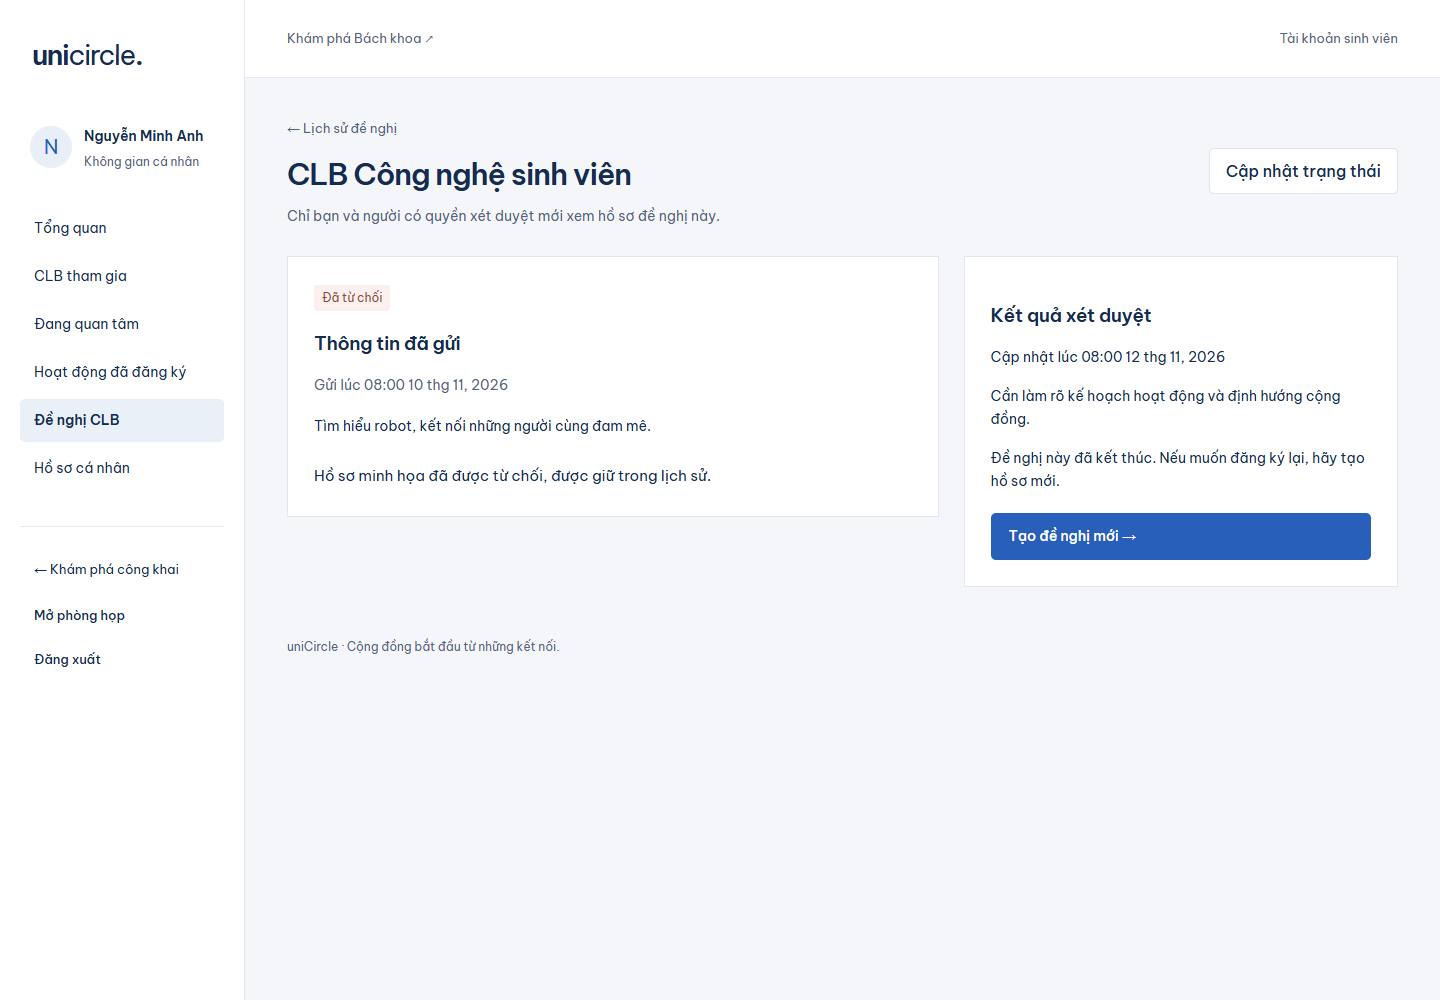 unicircle.
Nguyễn Minh Anh
N
Không gian cá nhân
Tổng quan
CLB tham gia
Đang quan tâm
Hoạt động đã đăng ký
Đề nghị CLB
Hồ sơ cá nhân
← Khám phá công khai
Mở phòng họp
Đăng xuất
Khám phá Bách khoa ↗
Tài khoản sinh viên
← Lịch sử đề nghị
CLB Công nghệ sinh viên
Cập nhật trạng thái
Chỉ bạn và người có quyền xét duyệt mới xem hồ sơ đề nghị này.
Đã từ chối
Thông tin đã gửi
Gửi lúc 08:00 10 thg 11, 2026
Tìm hiểu robot, kết nối những người cùng đam mê.
Hồ sơ minh họa đã được từ chối, được giữ trong lịch sử.
Kết quả xét duyệt
Cập nhật lúc 08:00 12 thg 11, 2026
Cần làm rõ kế hoạch hoạt động và định hướng cộng
đồng.
Đề nghị này đã kết thúc. Nếu muốn đăng ký lại, hãy tạo
hồ sơ mới.
Tạo đề nghị mới →
uniCircle · Cộng đồng bắt đầu từ những kết nối.